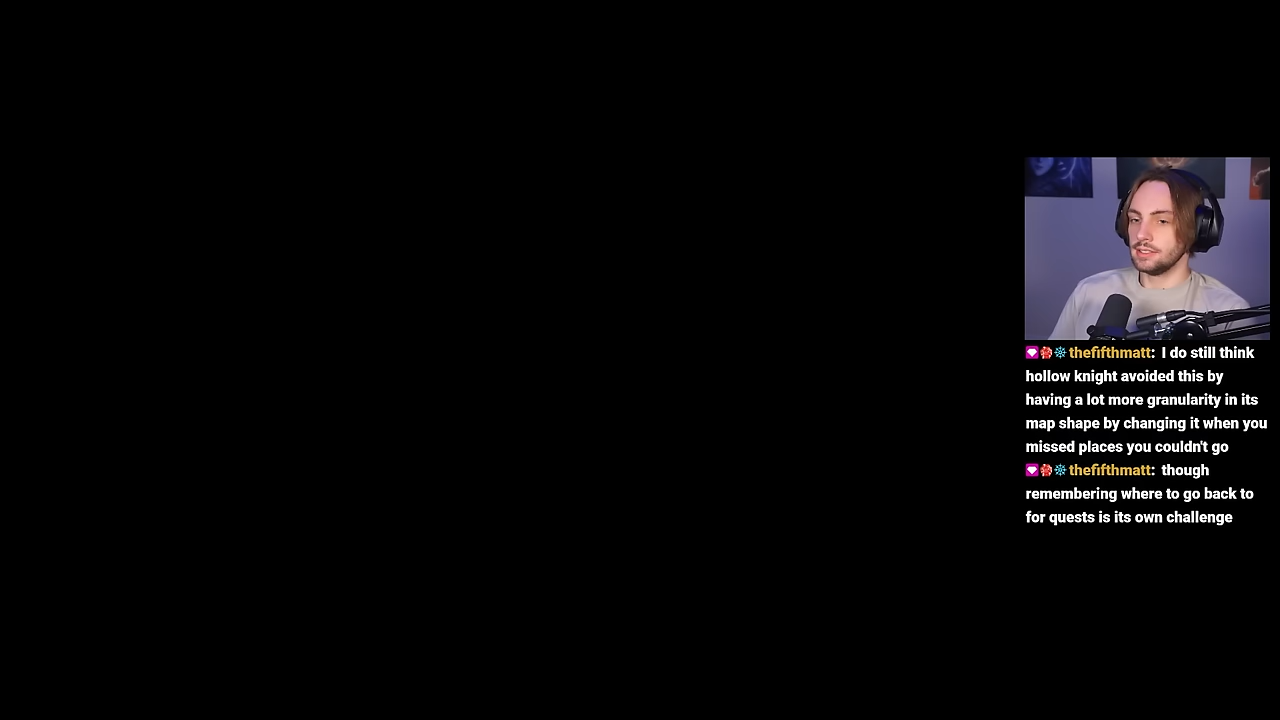 thefifthmatt: I do still think
hollow knight avoided this by
having a lot more granularity in its
map shape by changing it when you
missed places you couldn't go
thefifthmatt: though
remembering where to go back to
for quests is its own challenge